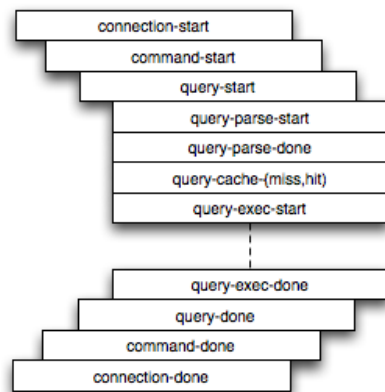 connection-start
command-start
query-start
query-parse-start
query-parse-done
query-cache-(miss,hit)
query-exec-start
query-exec-done
query-done
command-done
connection-done